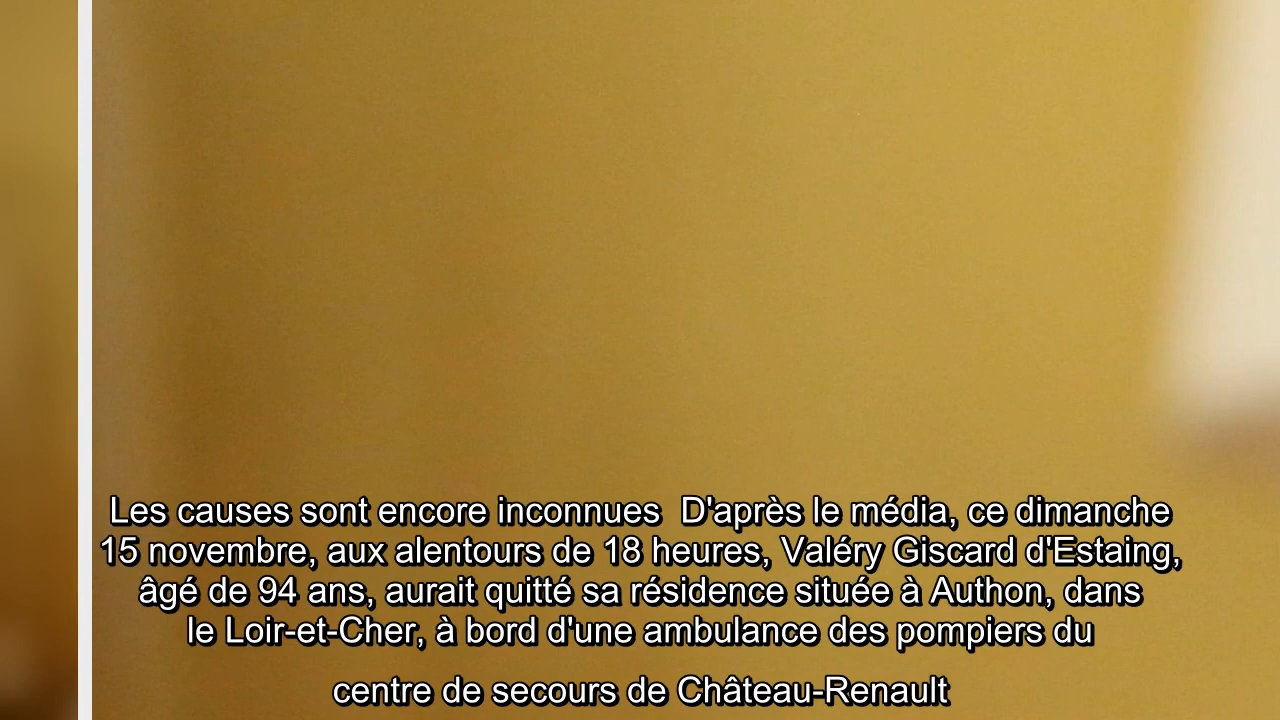 Les causes sont encore inconnues  D'après le média, ce dimanche
15 novembre, aux alentours de 18 heures, Valéry Giscard d'Estaing,
âgé de 94 ans, aurait quitté sa résidence située à Authon, dans
le Loir-et-Cher, à bord d'une ambulance des pompiers du
centre de secours de Château-Renault